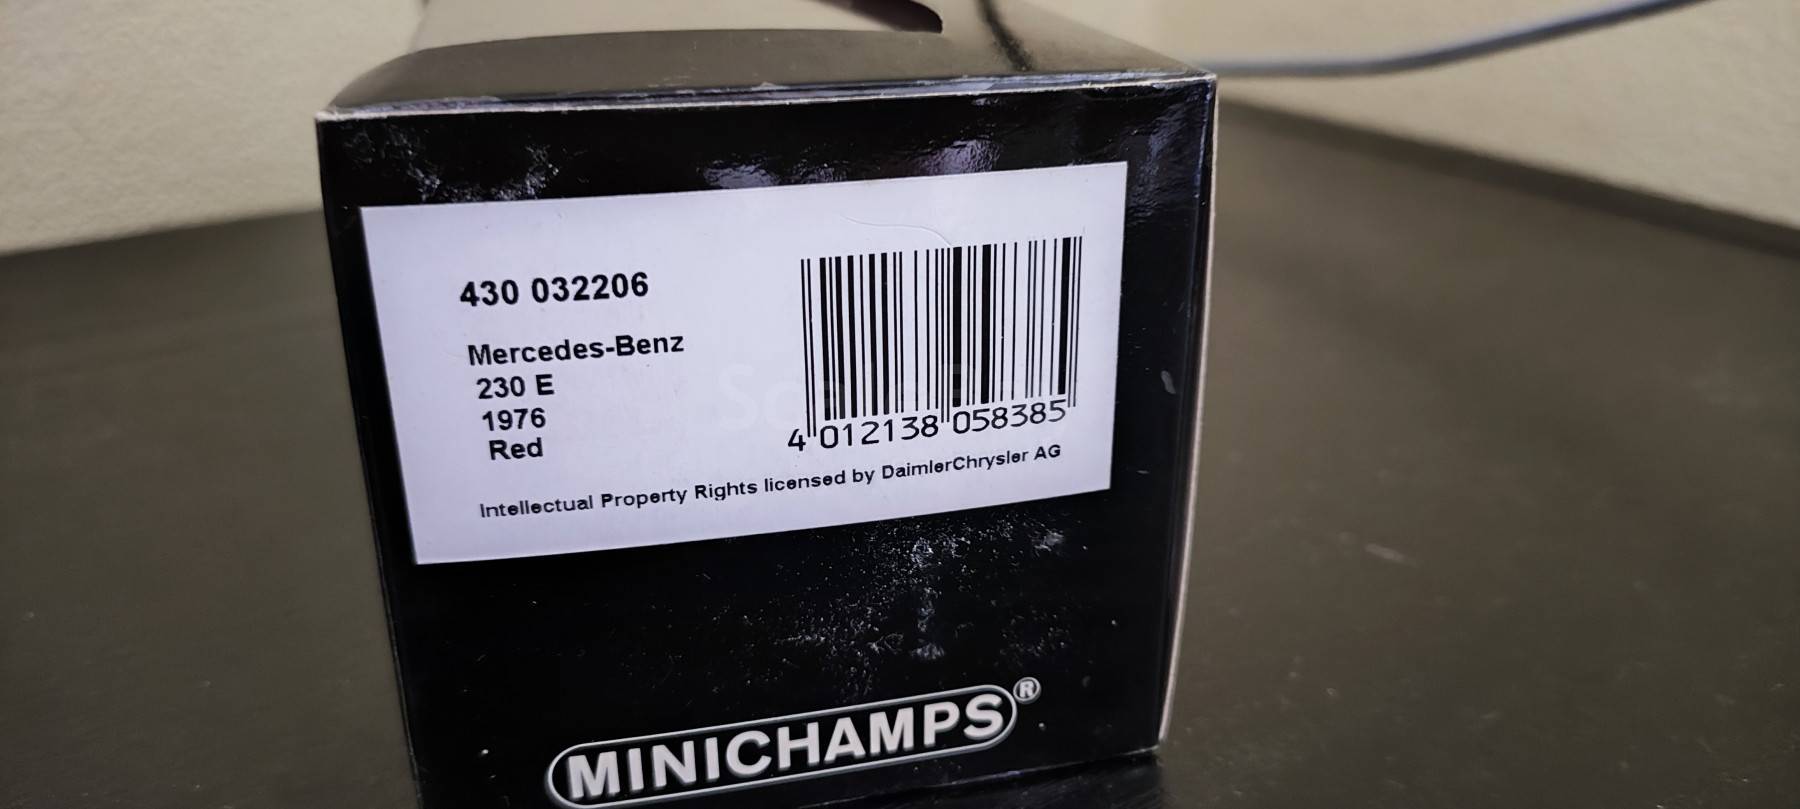 430 032206
Mercedes-Benz
230 E
1976
Red
4 012138 058385
Intellectual Property Rights licensed by DaimlerChrysler AG
MINICHAMPS®